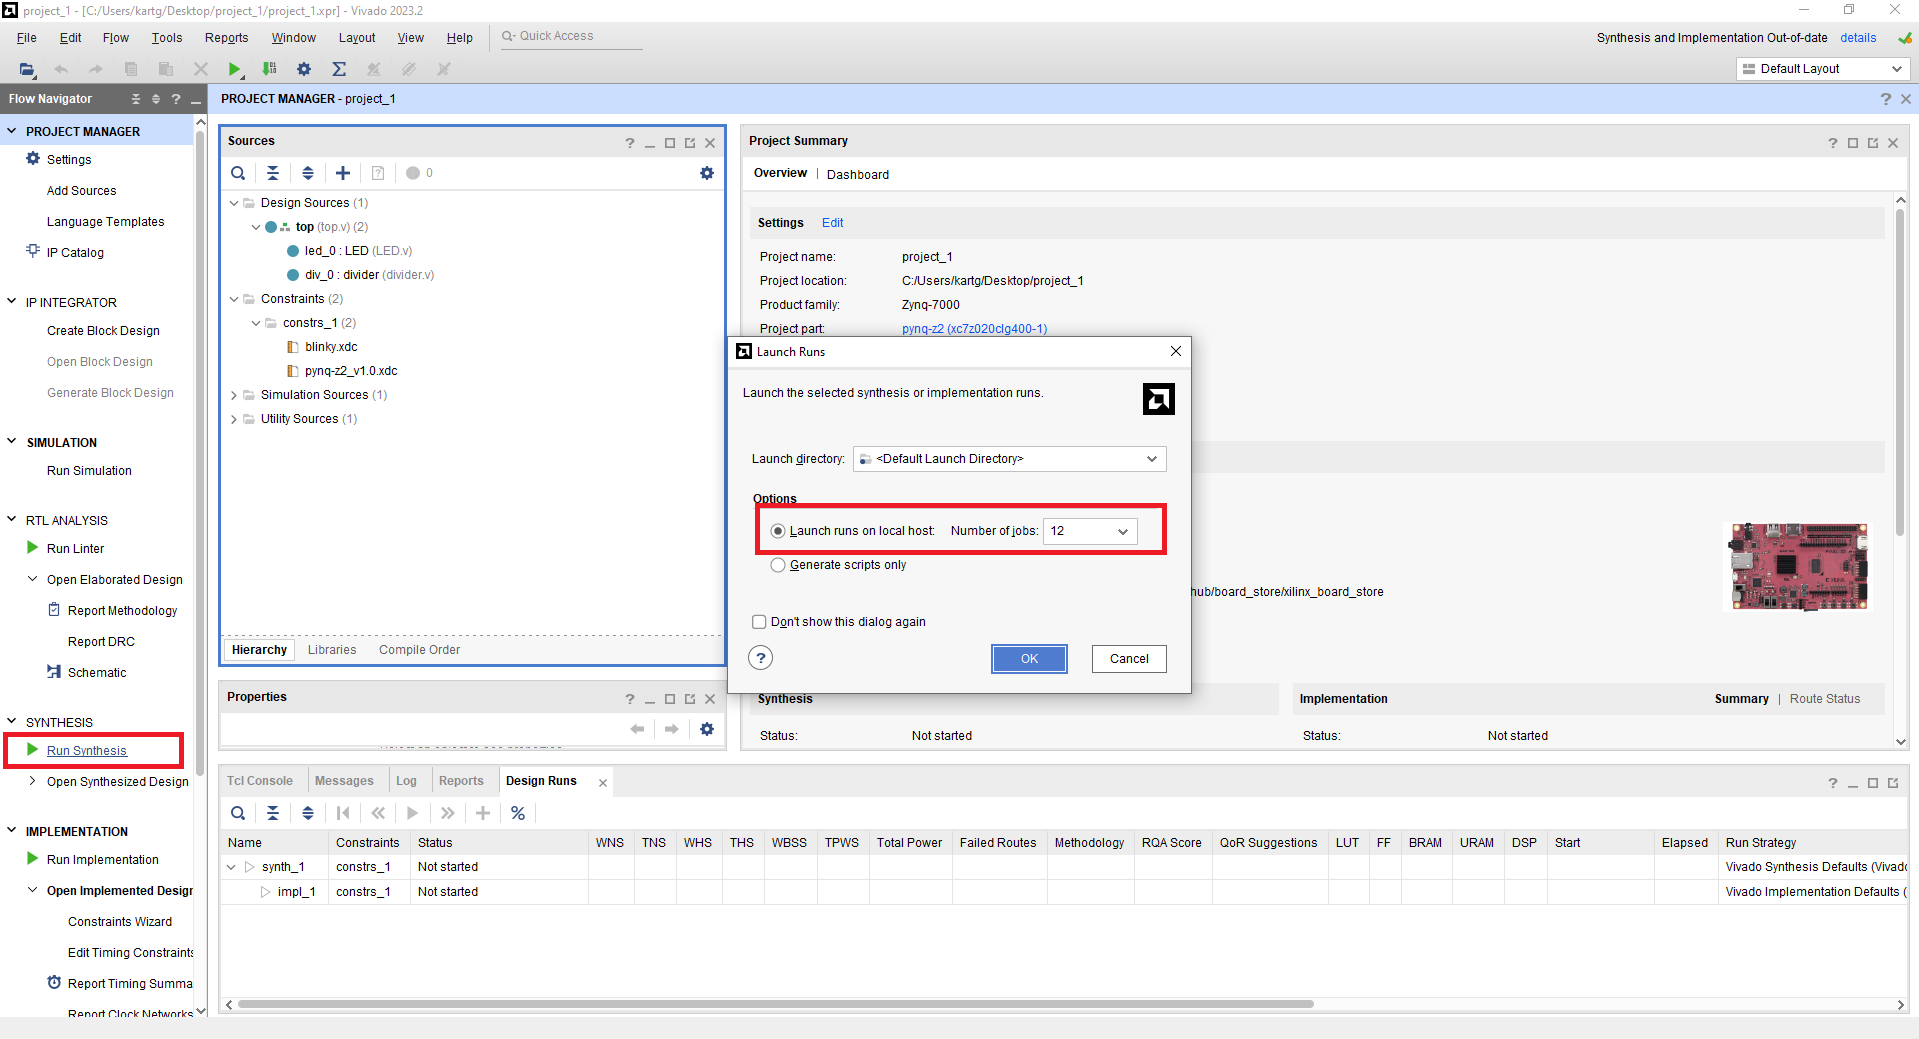 project_1 - [C:/Users/kartg/Desktop/project_1/project_1.xpr] - Vivado 2023.2
File Edit Flow Tools Reports Window Layout View Help Quick Access
Synthesis and Implementation Out-of-date details
Default Layout
Flow Navigator
PROJECT MANAGER
Settings
Add Sources
Language Templates
IP Catalog
IP INTEGRATOR
Create Block Design
Open Block Design
Generate Block Design
SIMULATION
Run Simulation
RTL ANALYSIS
Run Linter
Open Elaborated Design
Report Methodology
Report DRC
Schematic
SYNTHESIS
Run Synthesis
Open Synthesized Design
IMPLEMENTATION
Run Implementation
Open Implemented Design
Constraints Wizard
Edit Timing Constraints
Report Timing Summa
Report Clock Networks
PROJECT MANAGER - project_1
Sources
0
Design Sources (1)
top (top.v) (2)
led_0 : LED (LED.v)
div_0 : divider (divider.v)
Constraints (2)
constrs_1 (2)
blinky.xdc
pynq-z2_v1.0.xdc
Simulation Sources (1)
Utility Sources (1)
Hierarchy Libraries Compile Order
Properties
Project Summary
Overview | Dashboard
Settings Edit
Project name: project_1
Project location: C:/Users/kartg/Desktop/project_1
Product family: Zynq-7000
Project part: pynq-z2 (xc7z020clg400-1)
hub/board_store/xilinx_board_store
Synthesis
Status: Not started
Implementation Summary | Route Status
Status: Not started
Launch Runs
Launch the selected synthesis or implementation runs.
Launch directory: <Default Launch Directory>
Options
Launch runs on local host: Number of jobs: 12
Generate scripts only
Don't show this dialog again
? OK Cancel
Tcl Console Messages Log Reports Design Runs
Name Constraints Status WNS TNS WHS THS WBSS TPWS Total Power Failed Routes Methodology RQA Score QoR Suggestions LUT FF BRAM URAM DSP Start Elapsed Run Strategy
synth_1 constrs_1 Not started Vivado Synthesis Defaults (Vivado
impl_1 constrs_1 Not started Vivado Implementation Defaults (